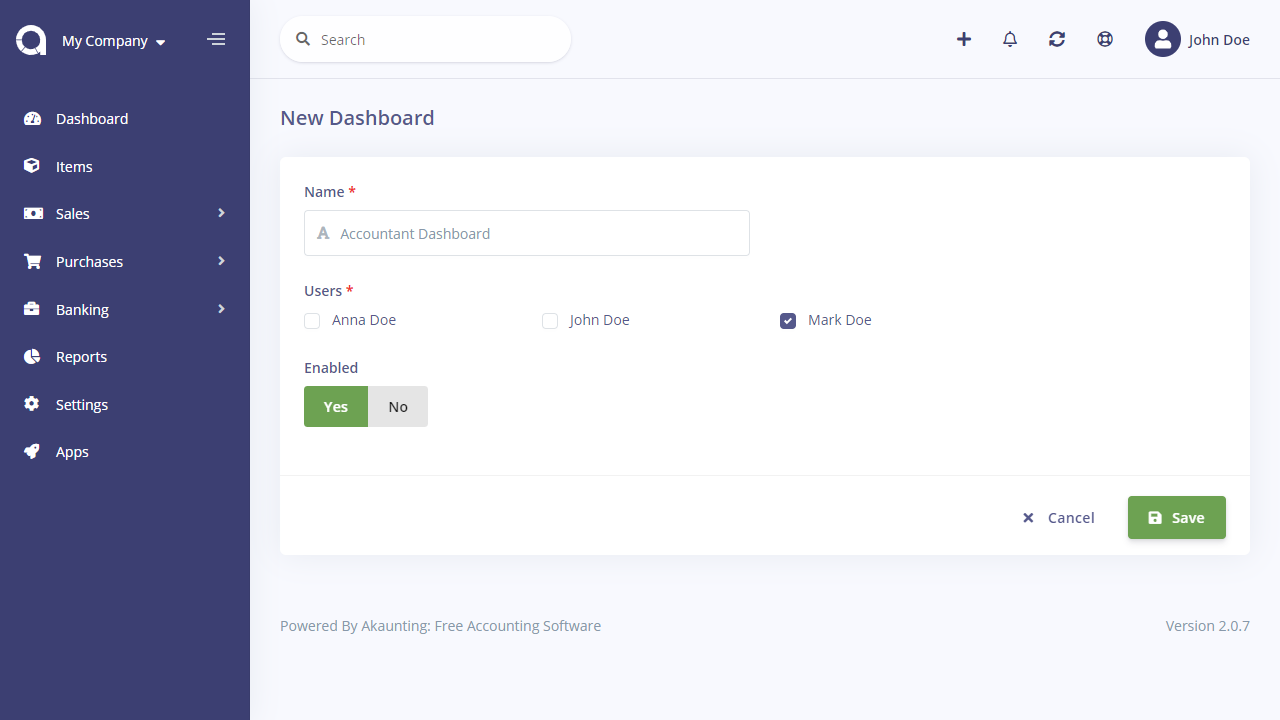 My Company
Search
John Doe
Dashboard
Items
Sales
Purchases
Banking
Reports
Settings
Apps
New Dashboard
Name *
Accountant Dashboard
Users *
Anna Doe John Doe Mark Doe
Enabled
Yes No
Cancel Save
Powered By Akaunting: Free Accounting Software Version 2.0.7